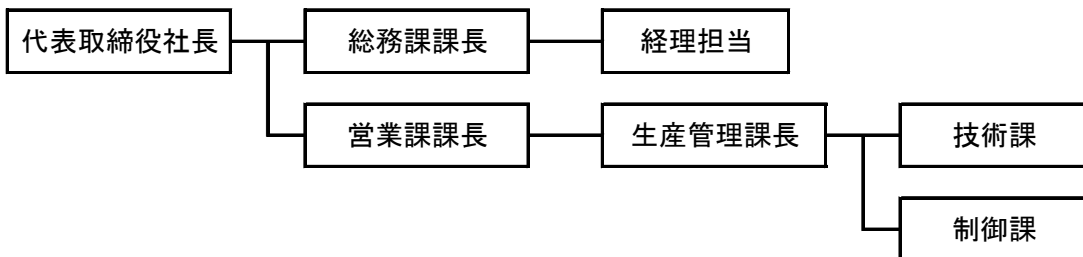 代表取締役社長
総務課課長
経理担当
営業課課長
生産管理課長
技術課
制御課